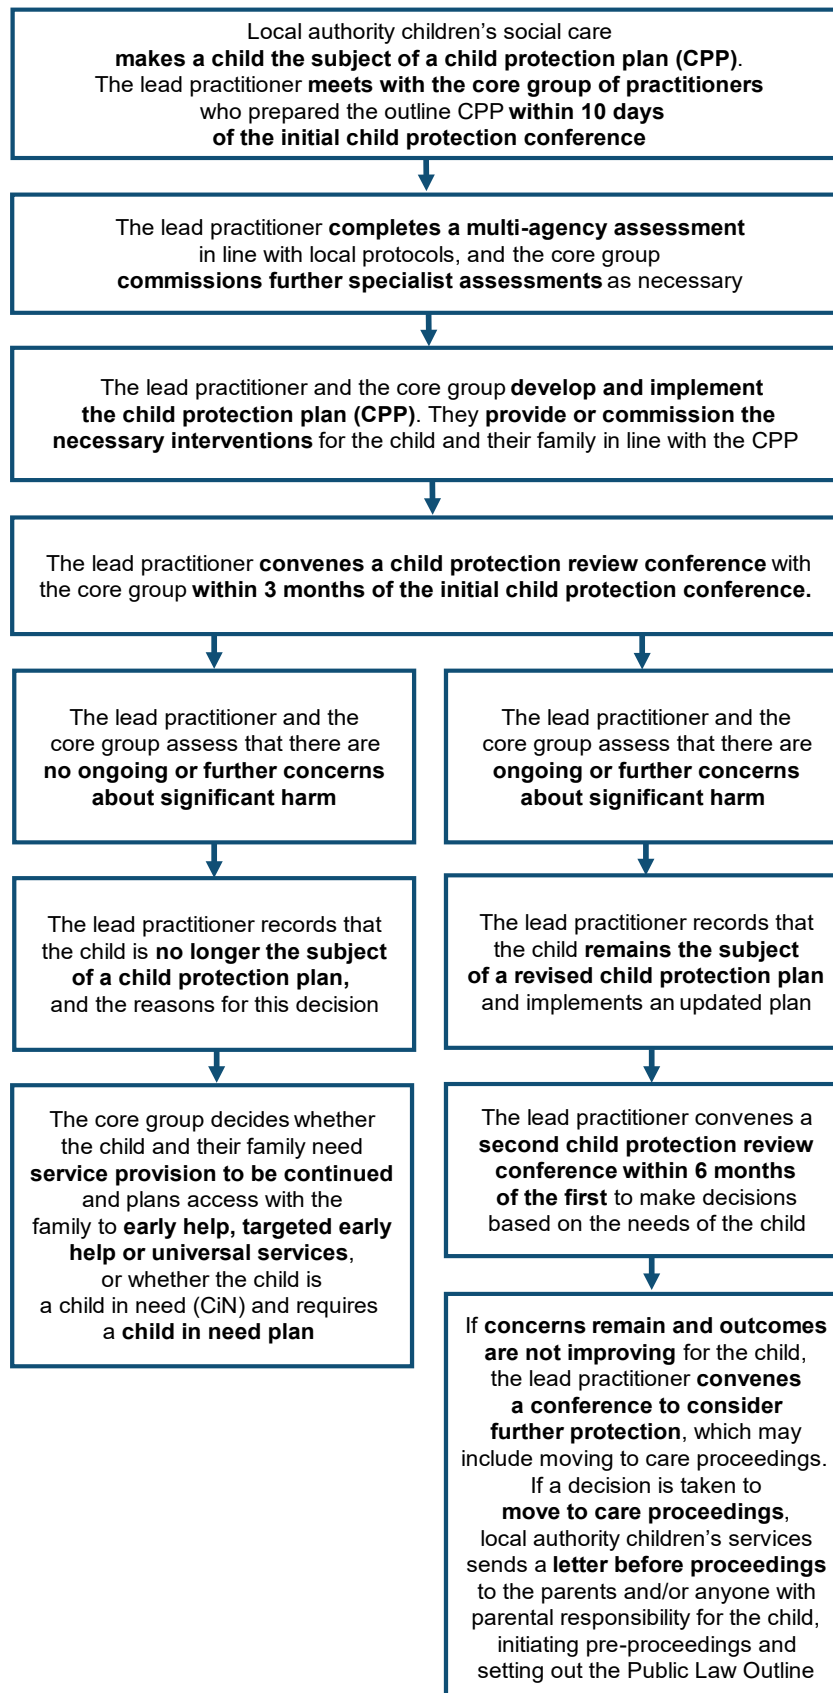 Local authority children’s social care
makes a child the subject of a child protection plan (CPP).
The lead practitioner meets with the core group of practitioners
who prepared the outline CPP within 10 days
of the initial child protection conference
The lead practitioner completes a multi-agency assessment
in line with local protocols, and the core group
commissions further specialist assessments as necessary
The lead practitioner and the core group develop and implement
the child protection plan (CPP). They provide or commission the
necessary interventions for the child and their family in line with the CPP
The lead practitioner convenes a child protection review conference with
the core group within 3 months of the initial child protection conference.
The lead practitioner and the
core group assess that there are
no ongoing or further concerns
about significant harm
The lead practitioner records that
the child is no longer the subject
of a child protection plan,
and the reasons for this decision
The core group decides whether
the child and their family need
service provision to be continued
and plans access with the
family to early help, targeted early
help or universal services,
or whether the child is
a child in need (CiN) and requires
a child in need plan
The lead practitioner and the
core group assess that there are
ongoing or further concerns
about significant harm
The lead practitioner records that
the child remains the subject
of a revised child protection plan
and implements an updated plan
The lead practitioner convenes a
second child protection review
conference within 6 months
of the first to make decisions
based on the needs of the child
If concerns remain and outcomes
are not improving for the child,
the lead practitioner convenes
a conference to consider
further protection, which may
include moving to care proceedings.
If a decision is taken to
move to care proceedings,
local authority children’s services
sends a letter before proceedings
to the parents and/or anyone with
parental responsibility for the child,
initiating pre-proceedings and
setting out the Public Law Outline